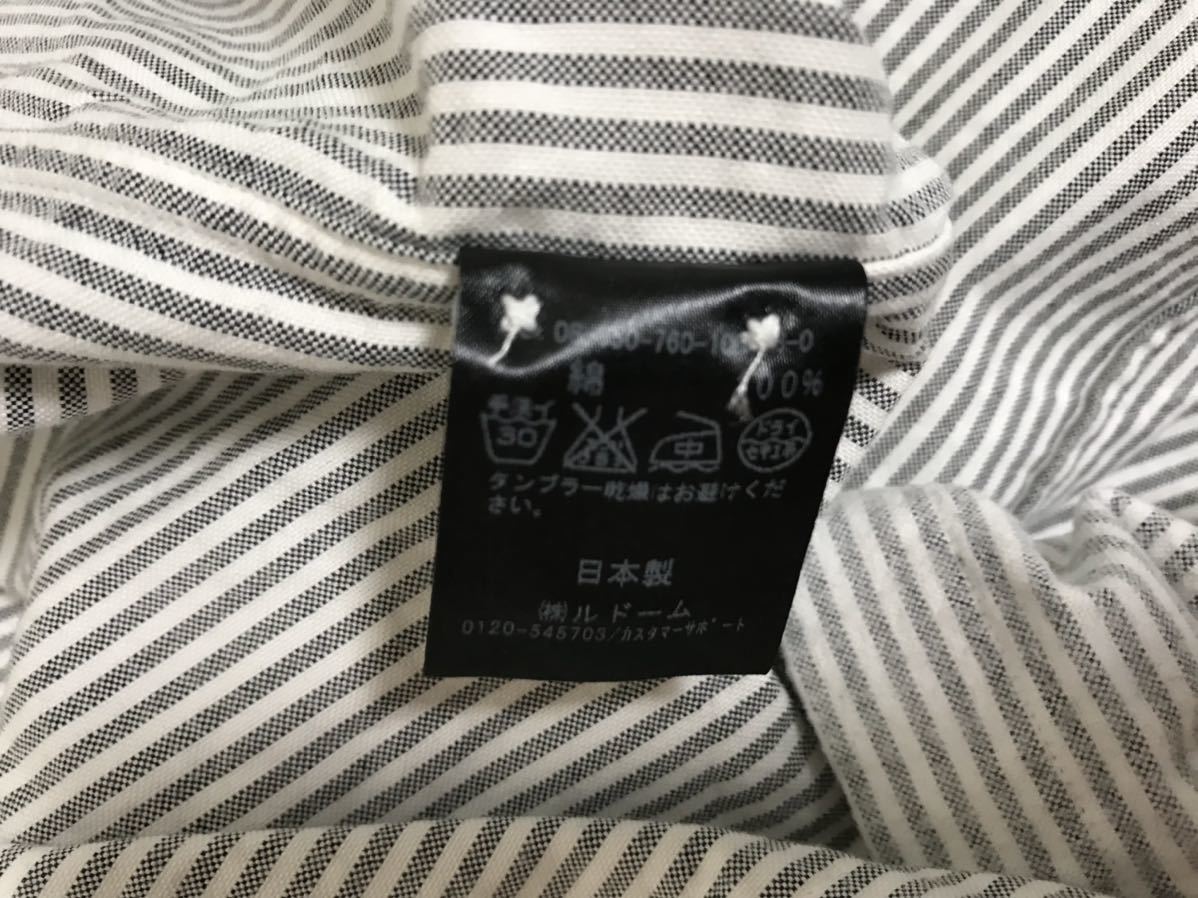 綿 00%
手洗イ
30 中 ドライ
タンブラー乾燥はお避けくだ
さい。
日本製
㈱ルドーム
0120-545703/カスタマーサポート